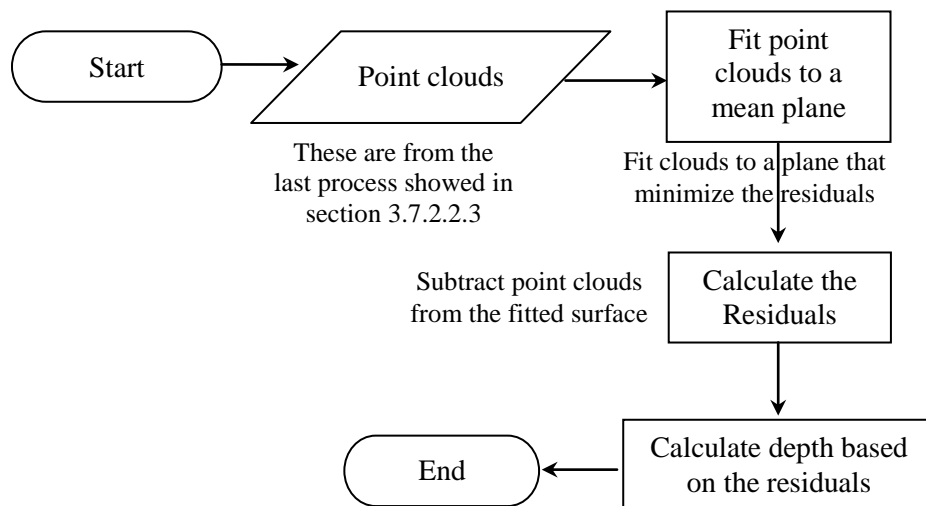 Start
Point clouds
These are from the
last process showed in
section 3.7.2.2.3
Fit point
clouds to a
mean plane
Fit clouds to a plane that
minimize the residuals
Subtract point clouds
from the fitted surface
Calculate the
Residuals
Calculate depth based
on the residuals
End